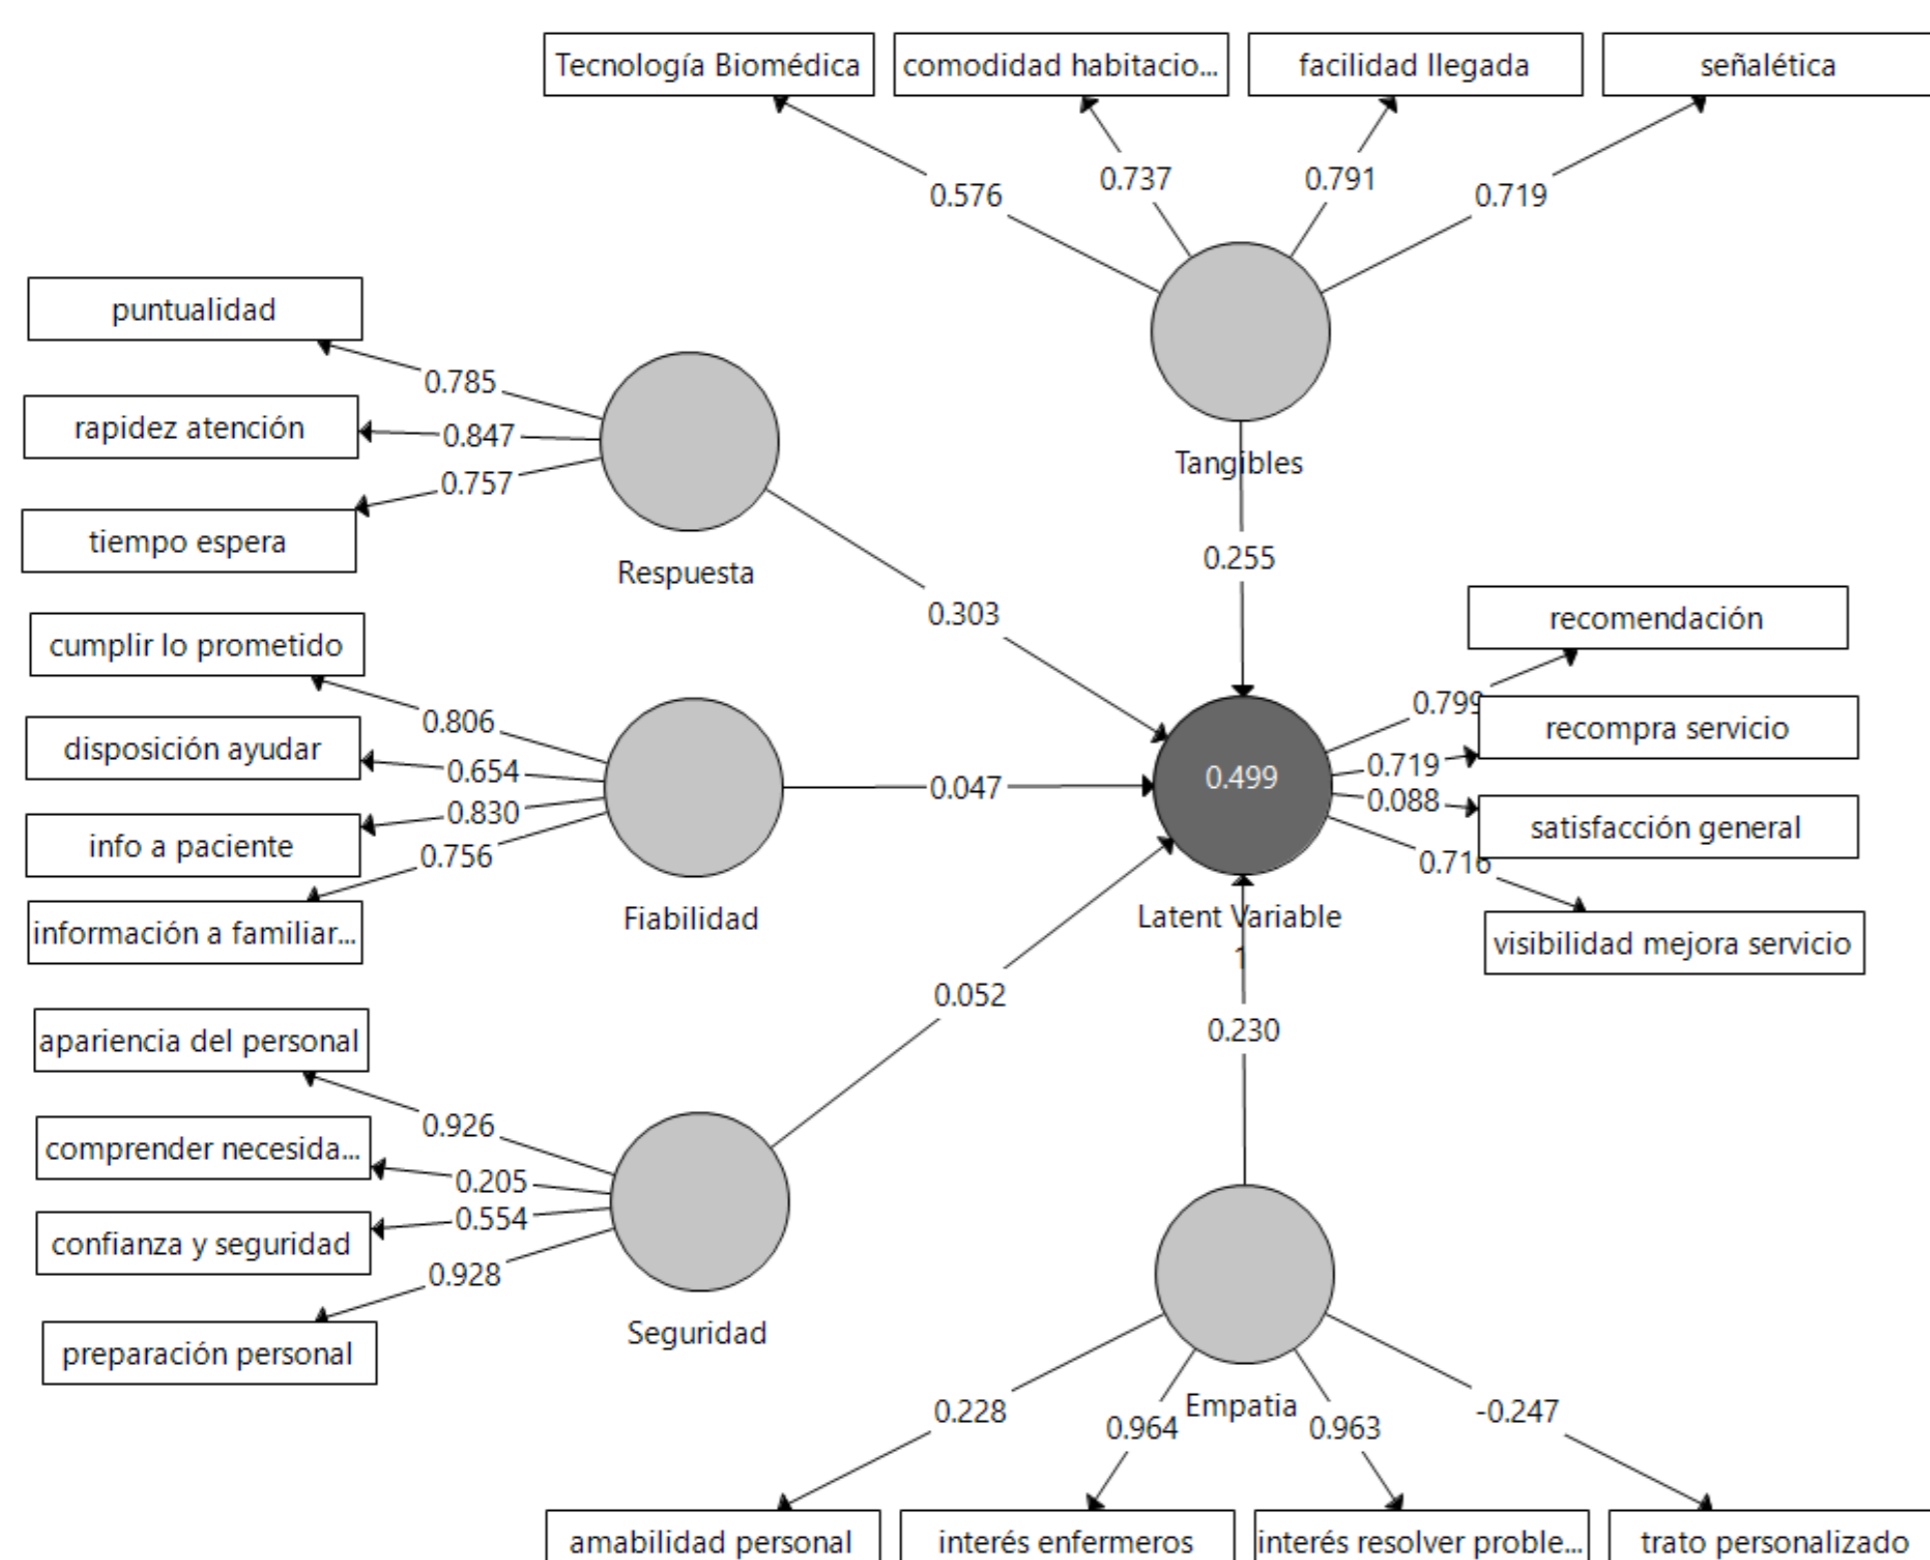 Tecnología Biomédica
comodidad habitacio...
facilidad llegada
señalética
0.576
0.737
0.791
0.719
Tangibles
0.255
puntualidad
rapidez atención
tiempo espera
0.785
0.847
0.757
Respuesta
0.303
cumplir lo prometido
disposición ayudar
info a paciente
información a familiar...
0.806
0.654
0.830
0.756
Fiabilidad
0.047
apariencia del personal
comprender necesida...
confianza y seguridad
preparación personal
0.926
0.205
0.554
0.928
Seguridad
0.052
0.499
Latent Variable
1
0.799
0.719
0.088
0.716
recomendación
recompra servicio
satisfacción general
visibilidad mejora servicio
0.230
Empatia
0.228
0.964
0.963
-0.247
amabilidad personal
interés enfermeros
interés resolver proble...
trato personalizado